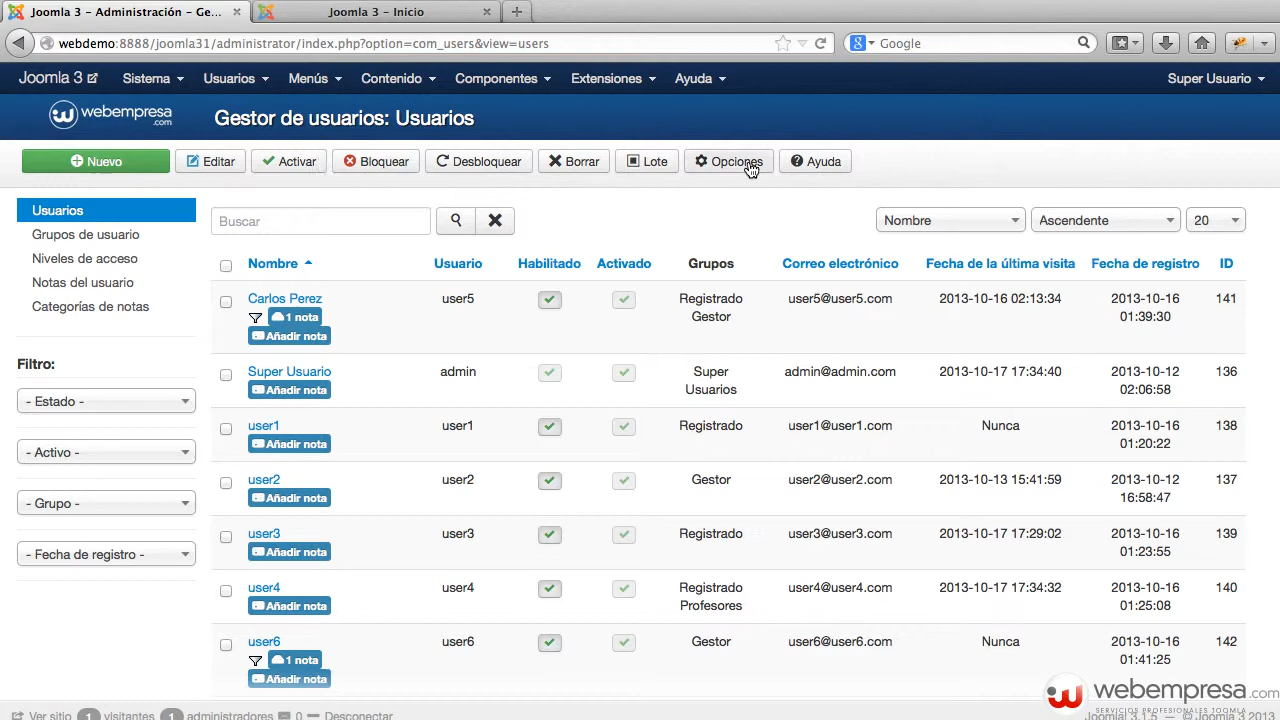 Joomla 3 - Administración - Ge...
Joomla 3 - Inicio
webdemo:8888/joomla31/administrator/index.php?option=com_users&view=users
Google
Joomla 3 Sistema Usuarios Menús Contenido Componentes Extensiones Ayuda Super Usuario
webempresa .com
Gestor de usuarios: Usuarios
Nuevo Editar Activar Bloquear Desbloquear Borrar Lote Opciones Ayuda
Usuarios
Grupos de usuario
Niveles de acceso
Notas del usuario
Categorías de notas
Filtro:
- Estado -
- Activo -
- Grupo -
- Fecha de registro -
Buscar
Nombre Ascendente 20
Nombre Usuario Habilitado Activado Grupos Correo electrónico Fecha de la última visita Fecha de registro ID
Carlos Perez user5 Registrado user5@user5.com 2013-10-16 02:13:34 2013-10-16 141
1 nota Gestor 01:39:30
Añadir nota
Super Usuario admin Super admin@admin.com 2013-10-17 17:34:40 2013-10-12 136
Añadir nota Usuarios 02:06:58
user1 user1 Registrado user1@user1.com Nunca 2013-10-16 138
Añadir nota 01:20:22
user2 user2 Gestor user2@user2.com 2013-10-13 15:41:59 2013-10-12 137
Añadir nota 16:58:47
user3 user3 Registrado user3@user3.com 2013-10-17 17:29:02 2013-10-16 139
Añadir nota 01:23:55
user4 user4 Registrado user4@user4.com 2013-10-17 17:34:32 2013-10-16 140
Añadir nota Profesores 01:25:08
user6 user6 Gestor user6@user6.com Nunca 2013-10-16 142
1 nota 01:41:25
Añadir nota
webempresa.com
SERVICIOS PROFESIONALES JOOMLA
Ver sitio 1 visitantes 1 administradores 0 Desconectar
Joomla! 3.1.5 — © Joomla 3 2013